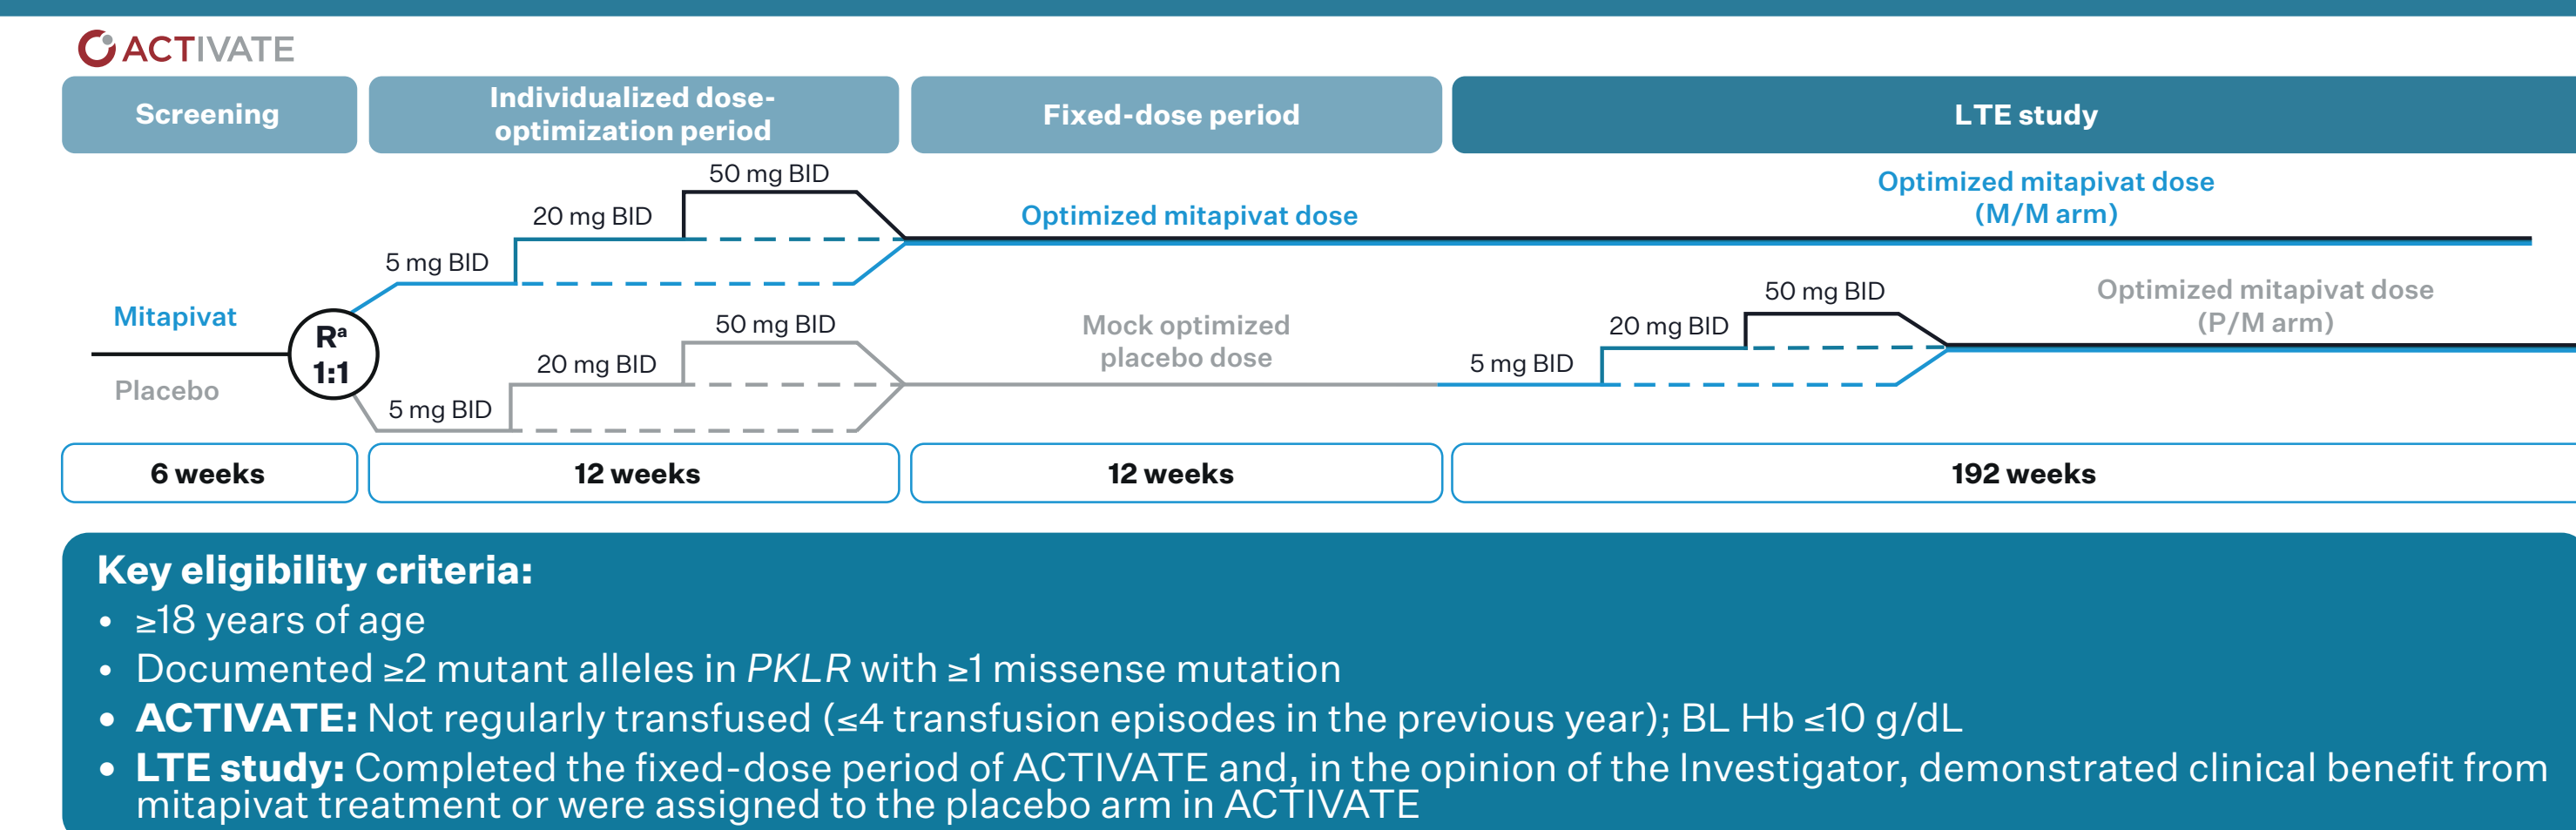 ACTIVATE
Screening
Individualized dose-
optimization period
Fixed-dose period
LTE study
50 mg BID
20 mg BID
5 mg BID
Optimized mitapivat dose
Optimized mitapivat dose
(M/M arm)
Mitapivat
Rª
1:1
Placebo
50 mg BID
20 mg BID
5 mg BID
Mock optimized
placebo dose
50 mg BID
20 mg BID
5 mg BID
Optimized mitapivat dose
(P/M arm)
6 weeks
12 weeks
12 weeks
192 weeks
Key eligibility criteria:
• ≥18 years of age
• Documented ≥2 mutant alleles in PKLR with ≥1 missense mutation
• ACTIVATE: Not regularly transfused (≤4 transfusion episodes in the previous year); BL Hb ≤10 g/dL
• LTE study: Completed the fixed-dose period of ACTIVATE and, in the opinion of the Investigator, demonstrated clinical benefit from
mitapivat treatment or were assigned to the placebo arm in ACTIVATE